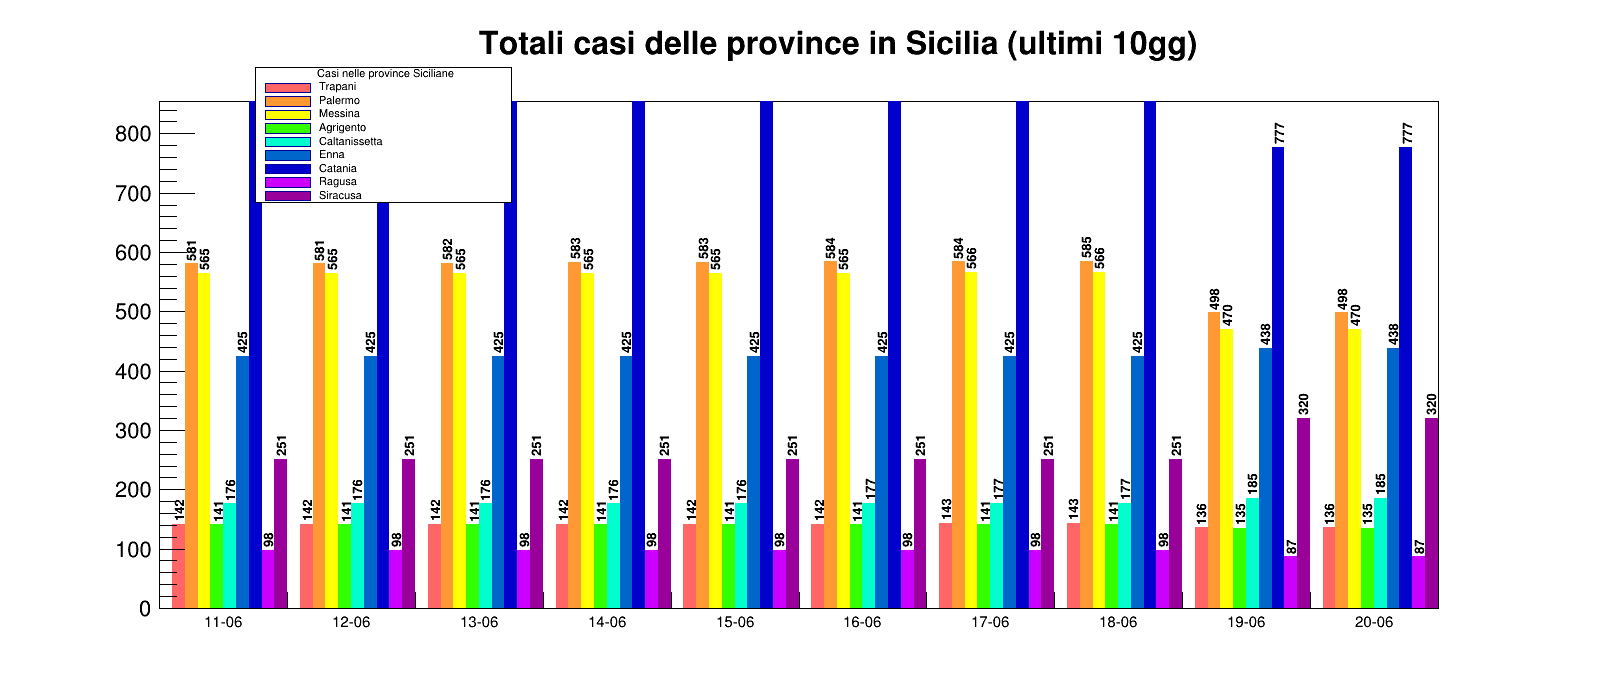 Totali casi delle province in Sicilia (ultimi 10gg)
Casi nelle province Siciliane
Trapani
Palermo
Messina
Agrigento
Caltanissetta
Enna
Catania
Ragusa
Siracusa
800
700
600
500
400
300
200
100
0
142 581 565 141 176 425 98 251
142 581 565 141 176 425 98 251
142 582 565 141 176 425 98 251
142 583 565 141 176 425 98 251
142 583 565 141 176 425 98 251
142 584 565 141 177 425 98 251
143 584 566 141 177 425 98 251
143 585 566 141 177 425 98 251
136 498 470 135 185 438 777 87 320
136 498 470 135 185 438 777 87 320
11-06 12-06 13-06 14-06 15-06 16-06 17-06 18-06 19-06 20-06